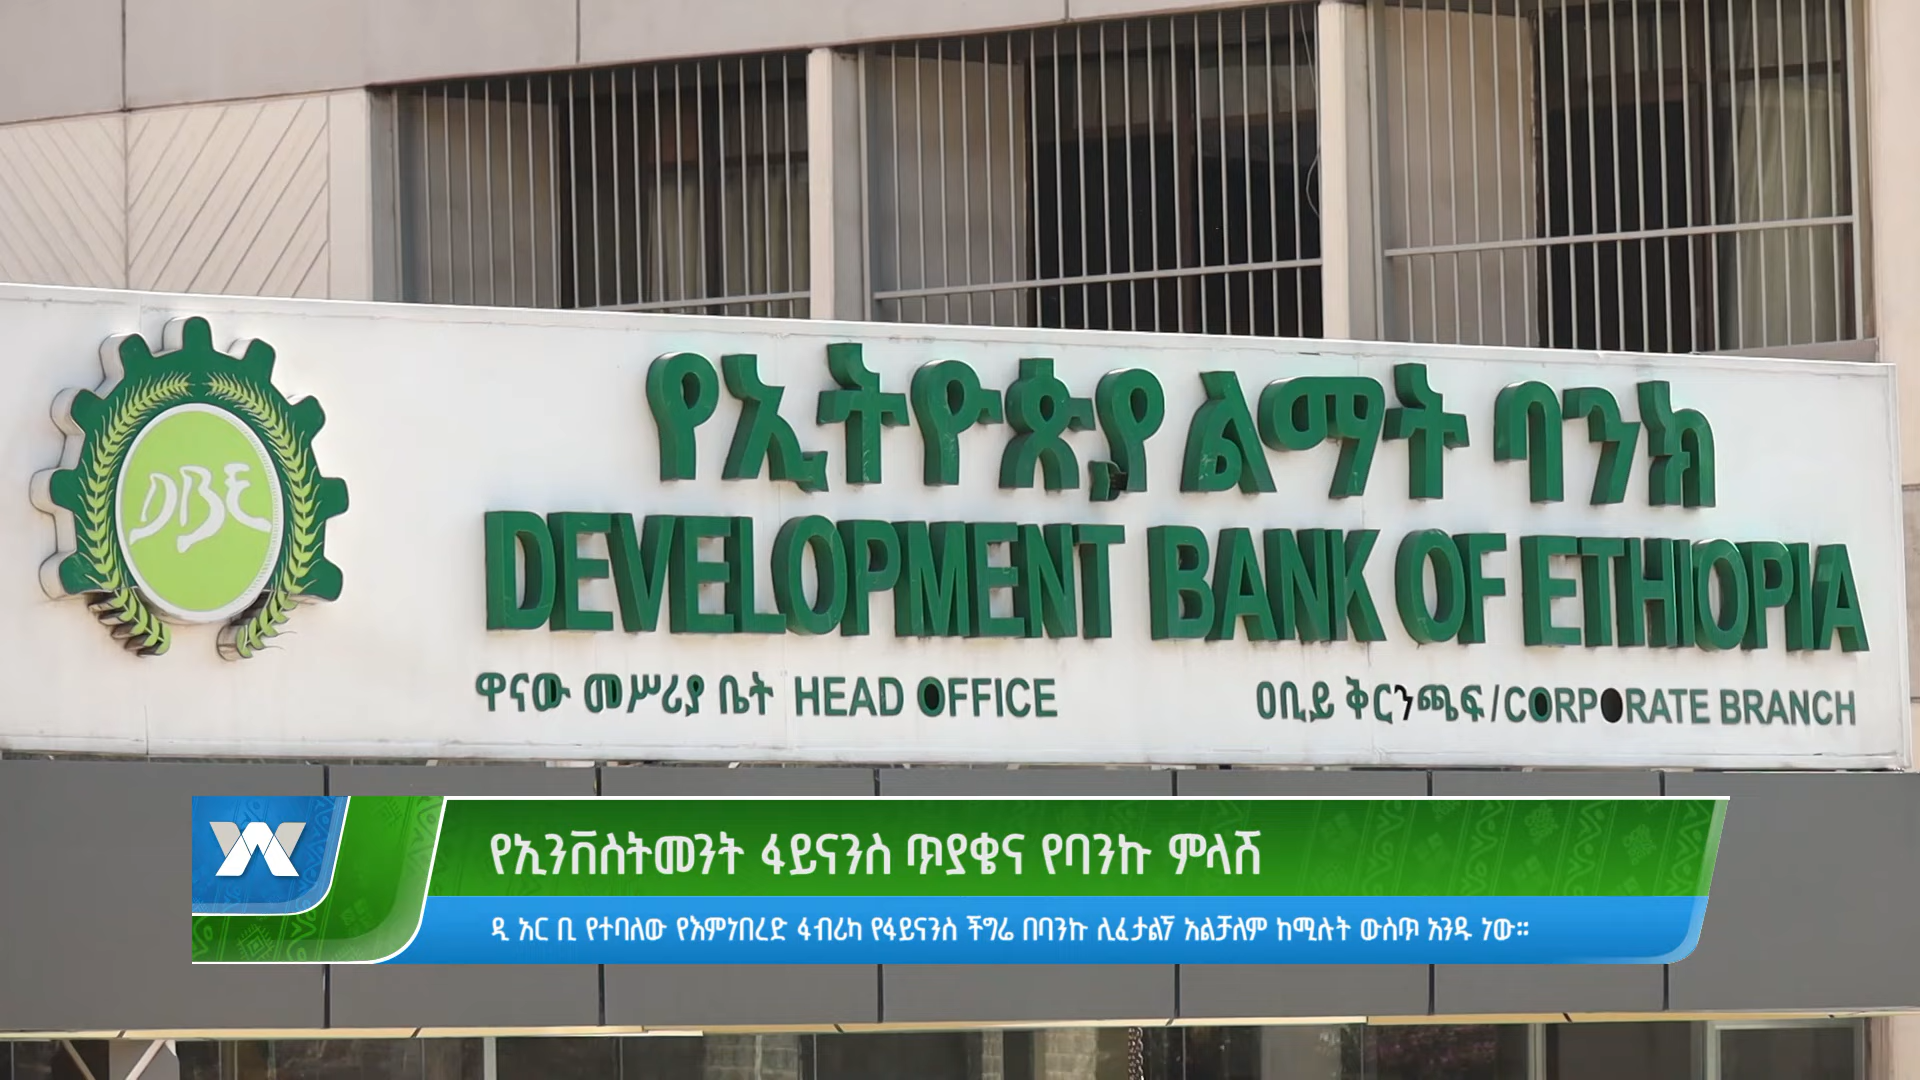 DBE
የኢትዮጵያ ልማት ባንክ
DEVELOPMENT BANK OF ETHIOPIA
ዋናው መሥሪያ ቤት HEAD OFFICE
ዐቢይ ቅርንጫፍ/CORPORATE BRANCH
የኢንቨስትመንት ፋይናንስ ጥያቄና የባንኩ ምላሽ
ዲ አር ቢ የተባለው የእምነበረድ ፋብሪካ የፋይናንስ ችግሬ በባንኩ ሊፈታልኝ አልቻለም ከሚሉት ውስጥ አንዱ ነው።